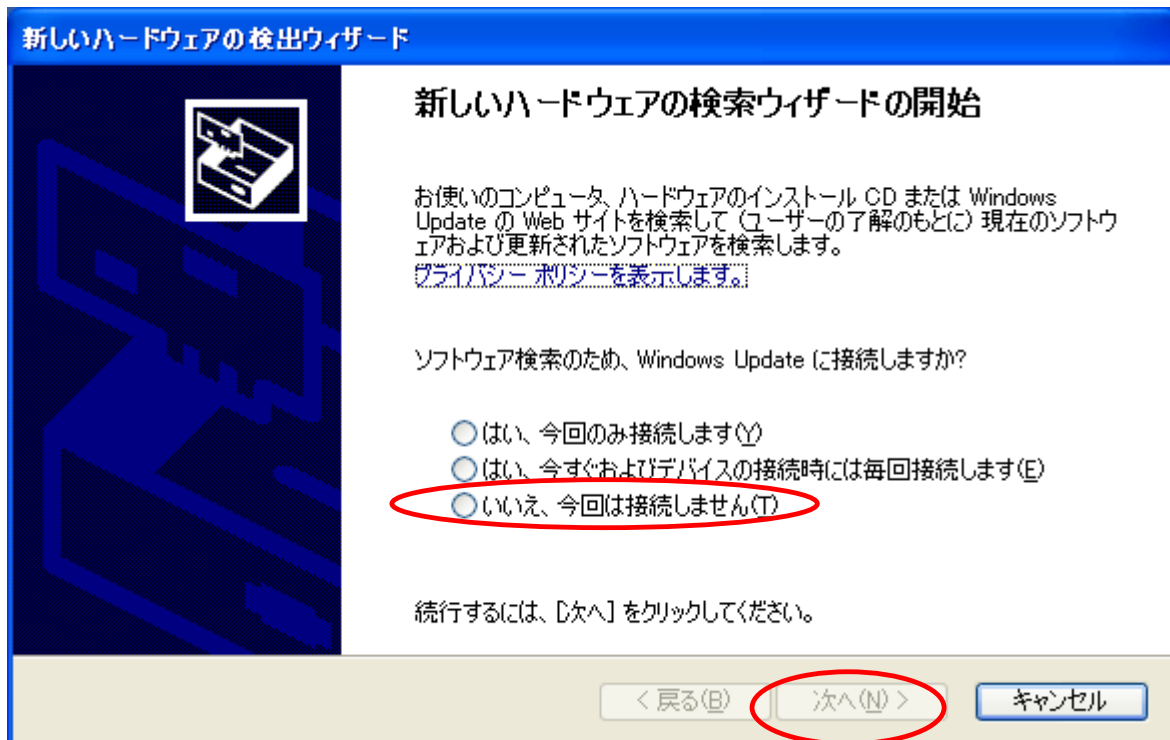 新しいハードウェアの検出ウィザード
新しいハードウェアの検索ウィザードの開始
お使いのコンピュータ、ハードウェアのインストール CD または Windows
Update の Web サイトを検索して (ユーザーの了解のもとに) 現在のソフトウ
ェアおよび更新されたソフトウェアを検索します。
プライバシー ポリシーを表示します。
ソフトウェア検索のため、Windows Update に接続しますか?
はい、今回のみ接続します(Y)
はい、今すぐおよびデバイスの接続時には毎回接続します(E)
いいえ、今回は接続しません(T)
続行するには、[次へ] をクリックしてください。
< 戻る(B) 次へ(N) > キャンセル